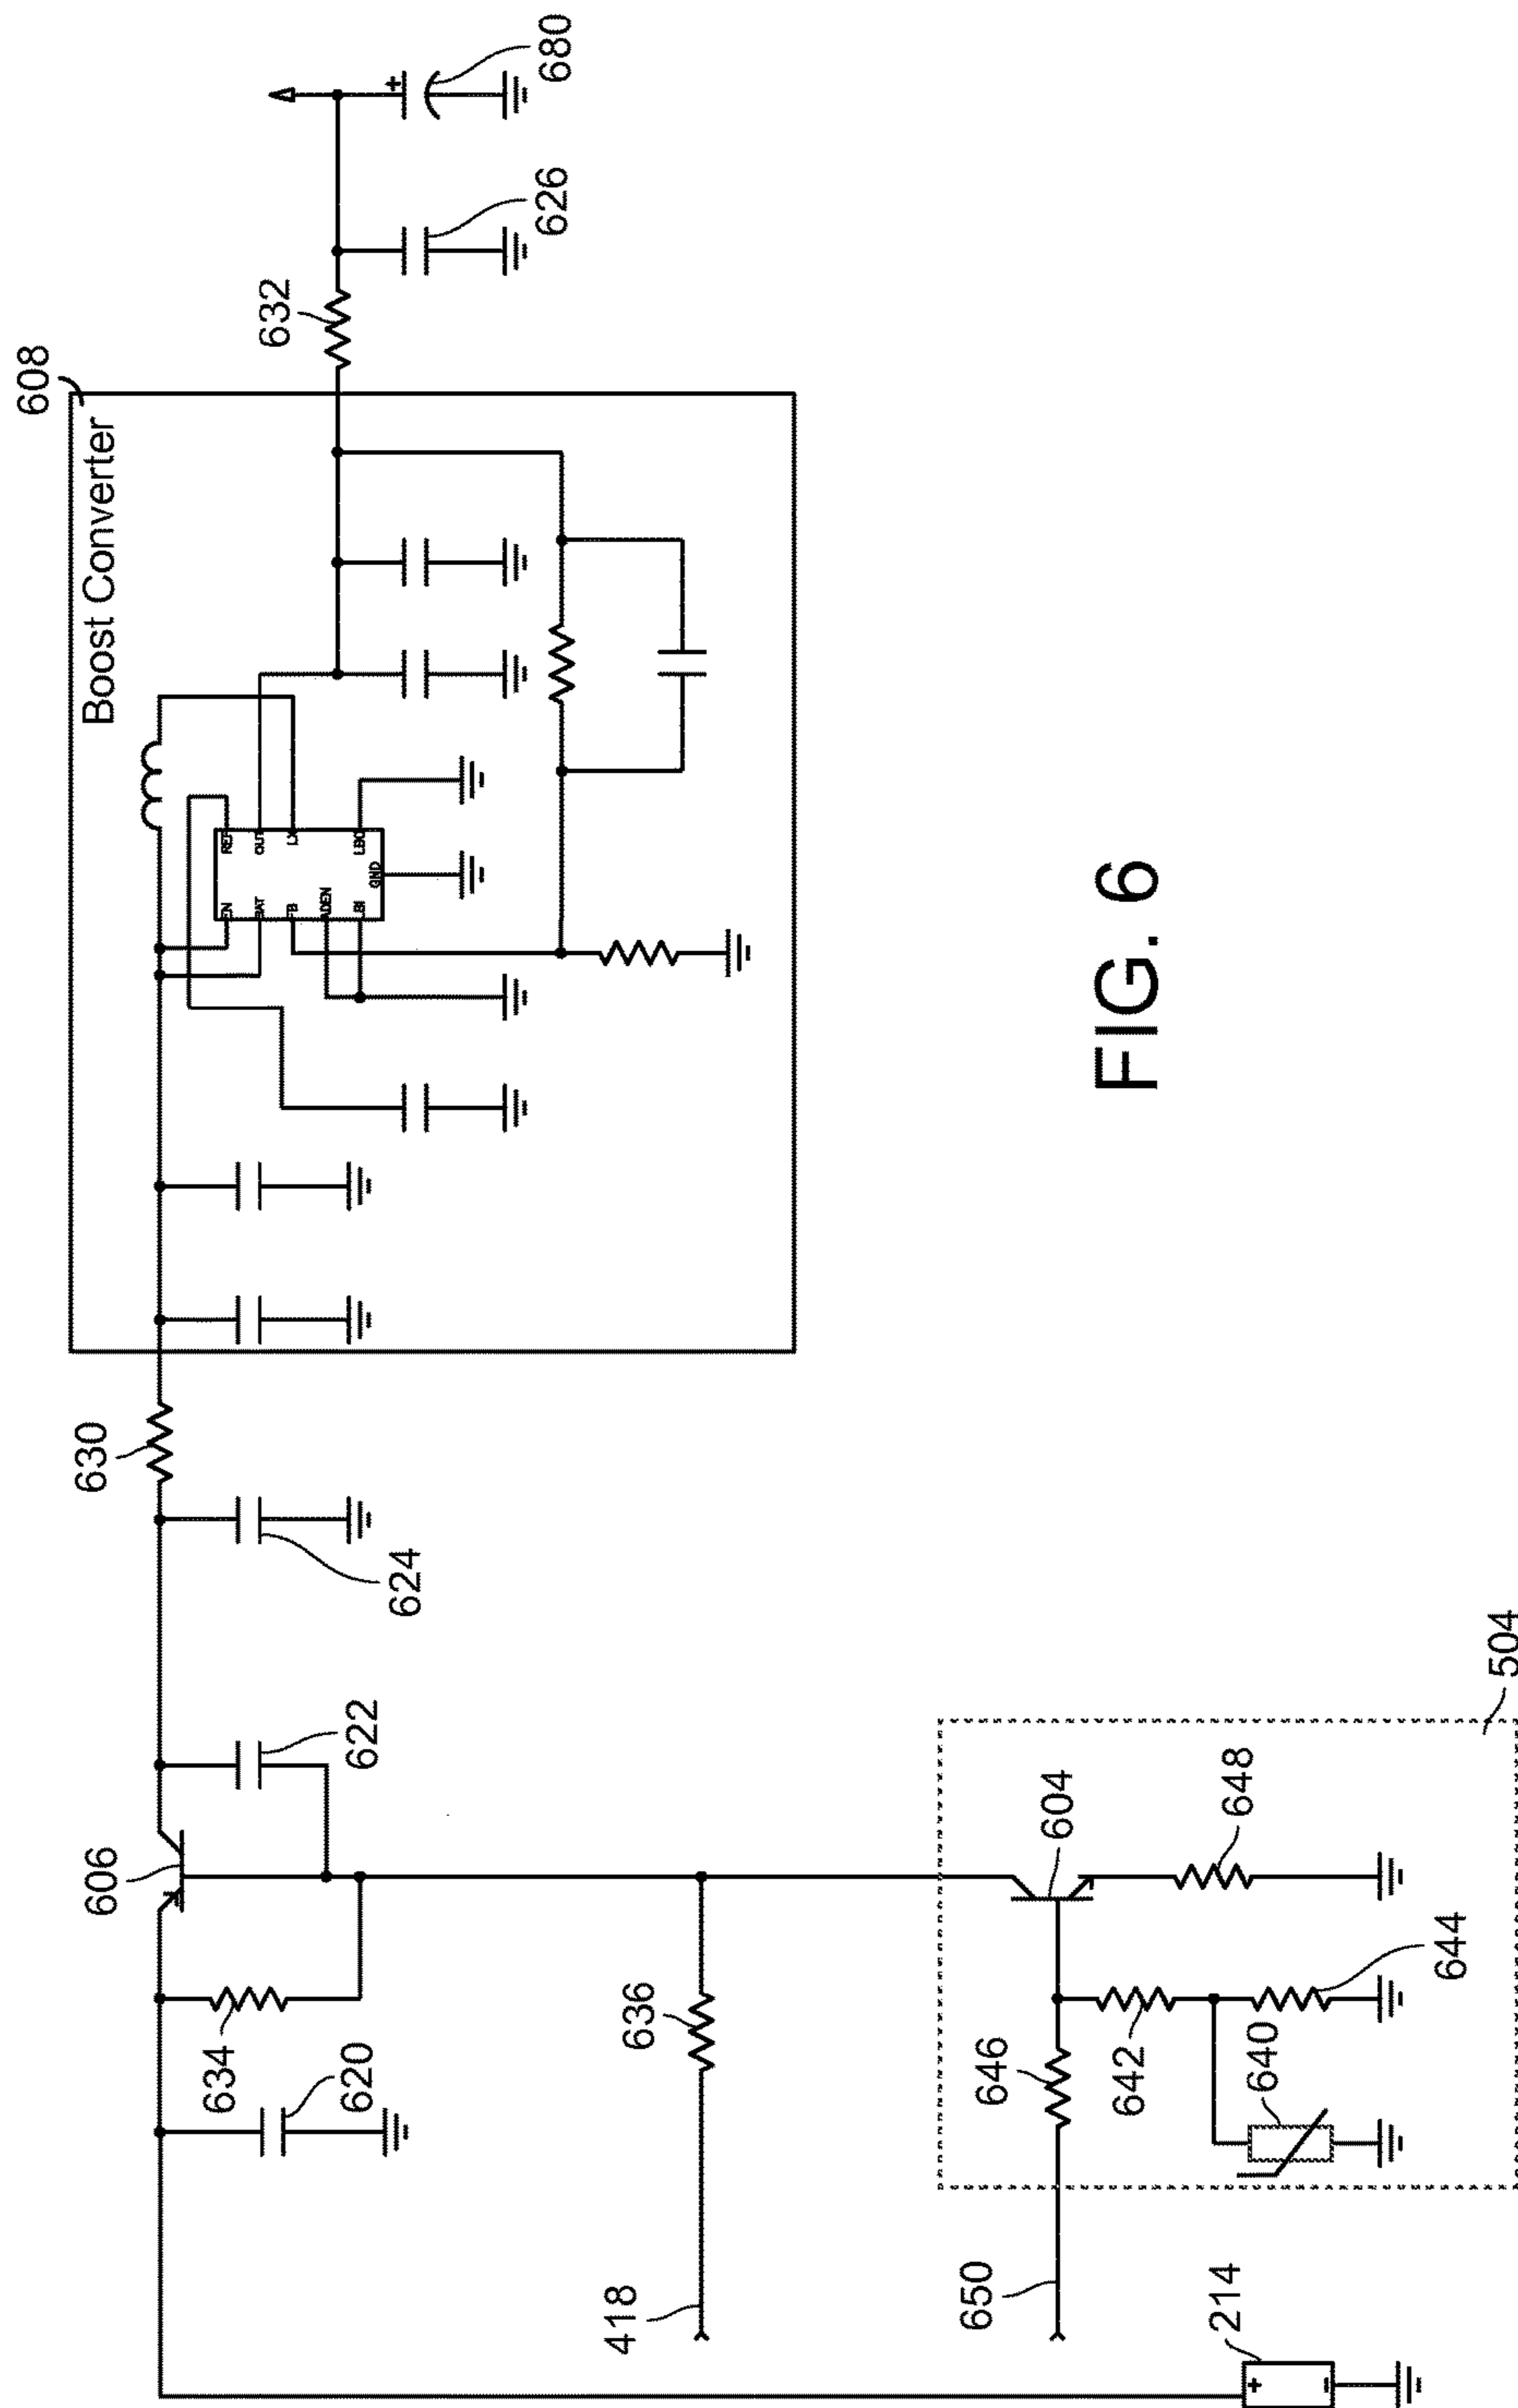 608
Boost Converter
680
626
632
REF
OUT
LX
LBO
GND
EN
BAT
FB
ADEN
LBI
630
624
622
606
634
620
636
418
604
648
644
646
642
640
650
504
214
+
-
+
FIG. 6